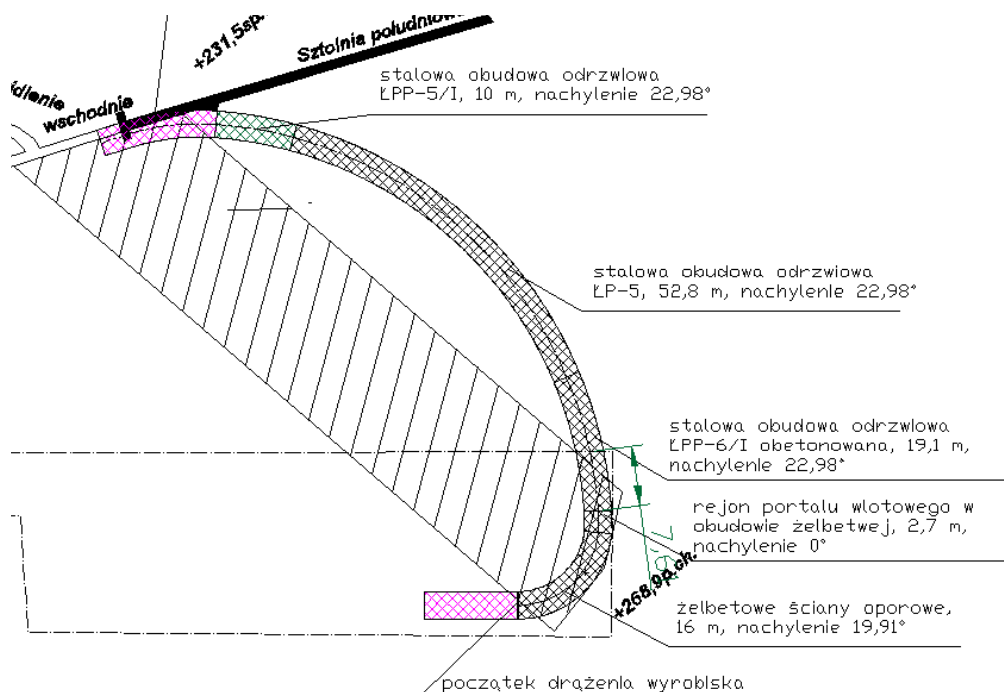 +231,5sp.
Sztolnia południow
idlenie
wschodnie
stalowa obudowa odrzwiowa
ŁPP-5/I, 10 m, nachylenie 22,98°
stalowa obudowa odrzwiowa
ŁP-5, 52,8 m, nachylenie 22,98°
stalowa obudowa odrzwiowa
ŁPP-6/I obetonowana, 19,1 m,
nachylenie 22,98°
rejon portalu wlotowego w
obudowie żelbetwej, 2,7 m,
nachylenie 0°
+268,9p.ch.
żelbetowe ściany oporowe,
16 m, nachylenie 19,91°
początek drążenia wyrobiska